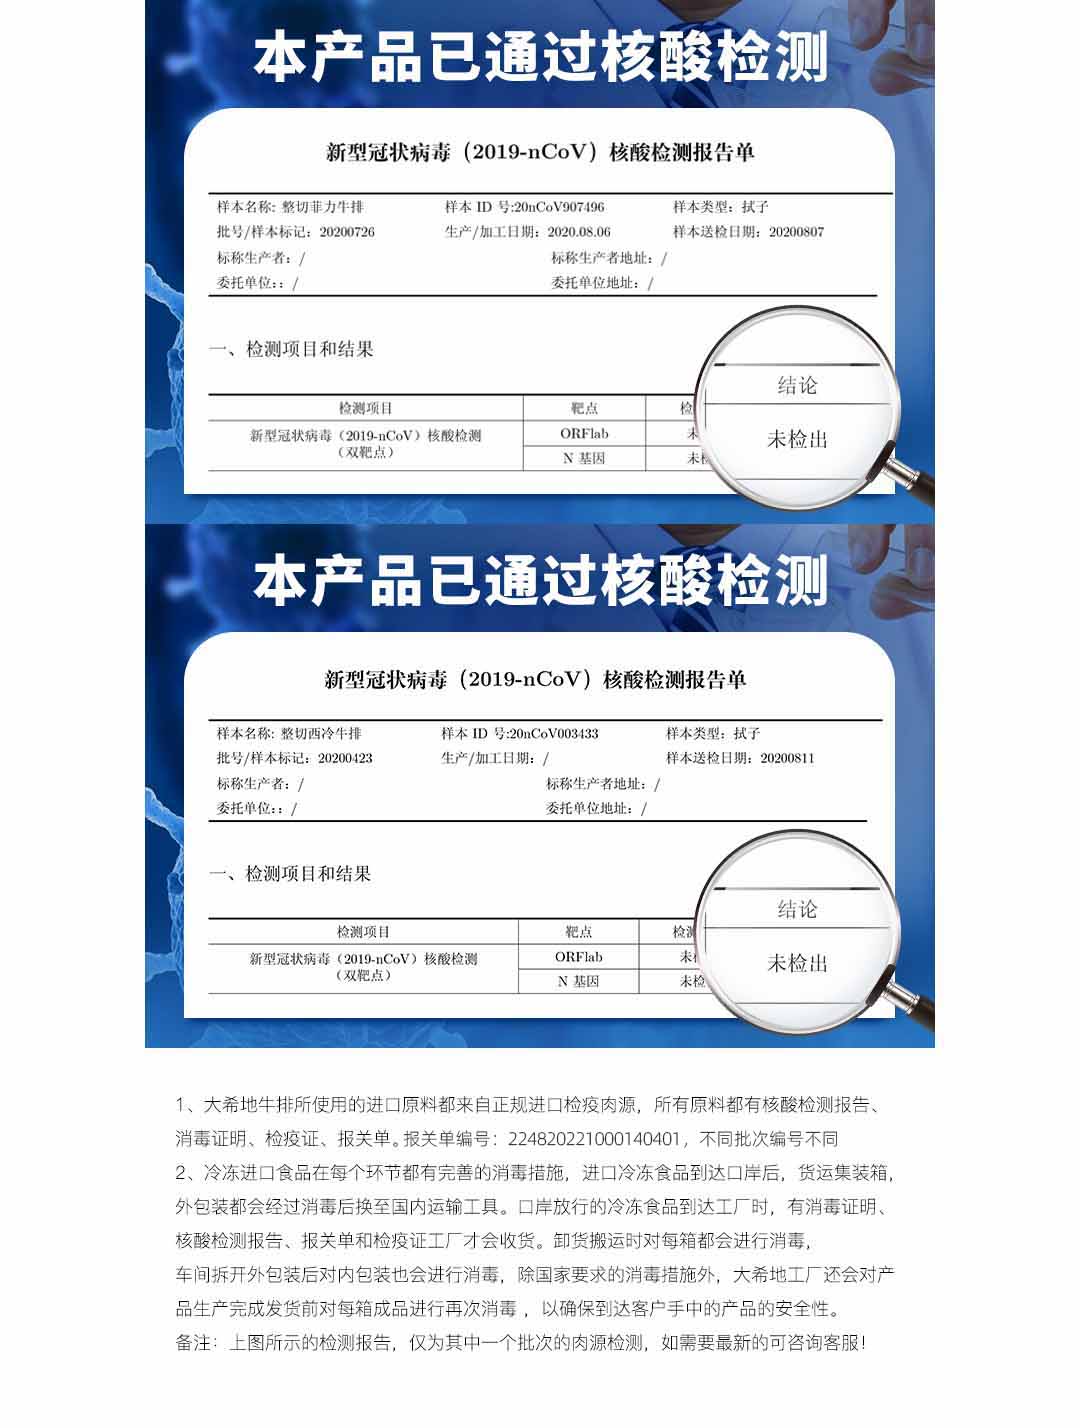 本产品已通过核酸检测
新型冠状病毒（2019-nCoV）核酸检测报告单
样本名称: 整切菲力牛排 样本 ID 号:20nCoV907496 样本类型：拭子
批号/样本标记：20200726 生产/加工日期：2020.08.06 样本送检日期：20200807
标称生产者：/ 标称生产者地址：/
委托单位:：/ 委托单位地址：/
一、检测项目和结果
检测项目 靶点 检 结论
新型冠状病毒（2019-nCoV）核酸检测
（双靶点）
ORFlab 未
N 基因 未检
未检出
本产品已通过核酸检测
新型冠状病毒（2019-nCoV）核酸检测报告单
样本名称: 整切西冷牛排 样本 ID 号:20nCoV003433 样本类型：拭子
批号/样本标记：20200423 生产/加工日期：/ 样本送检日期：20200811
标称生产者：/ 标称生产者地址：/
委托单位:：/ 委托单位地址：/
一、检测项目和结果
检测项目 靶点 检测 结论
新型冠状病毒（2019-nCoV）核酸检测
（双靶点）
ORFlab 未检
N 基因 未检
未检出
1、大希地牛排所使用的进口原料都来自正规进口检疫肉源，所有原料都有核酸检测报告、
消毒证明、检疫证、报关单。报关单编号：224820221000140401，不同批次编号不同
2、冷冻进口食品在每个环节都有完善的消毒措施，进口冷冻食品到达口岸后，货运集装箱，
外包装都会经过消毒后换至国内运输工具。口岸放行的冷冻食品到达工厂时，有消毒证明、
核酸检测报告、报关单和检疫证工厂才会收货。卸货搬运时对每箱都会进行消毒，
车间拆开外包装后对内包装也会进行消毒，除国家要求的消毒措施外，大希地工厂还会对产
品生产完成发货前对每箱成品进行再次消毒 ，以确保到达客户手中的产品的安全性。
备注：上图所示的检测报告，仅为其中一个批次的肉源检测，如需要最新的可咨询客服！